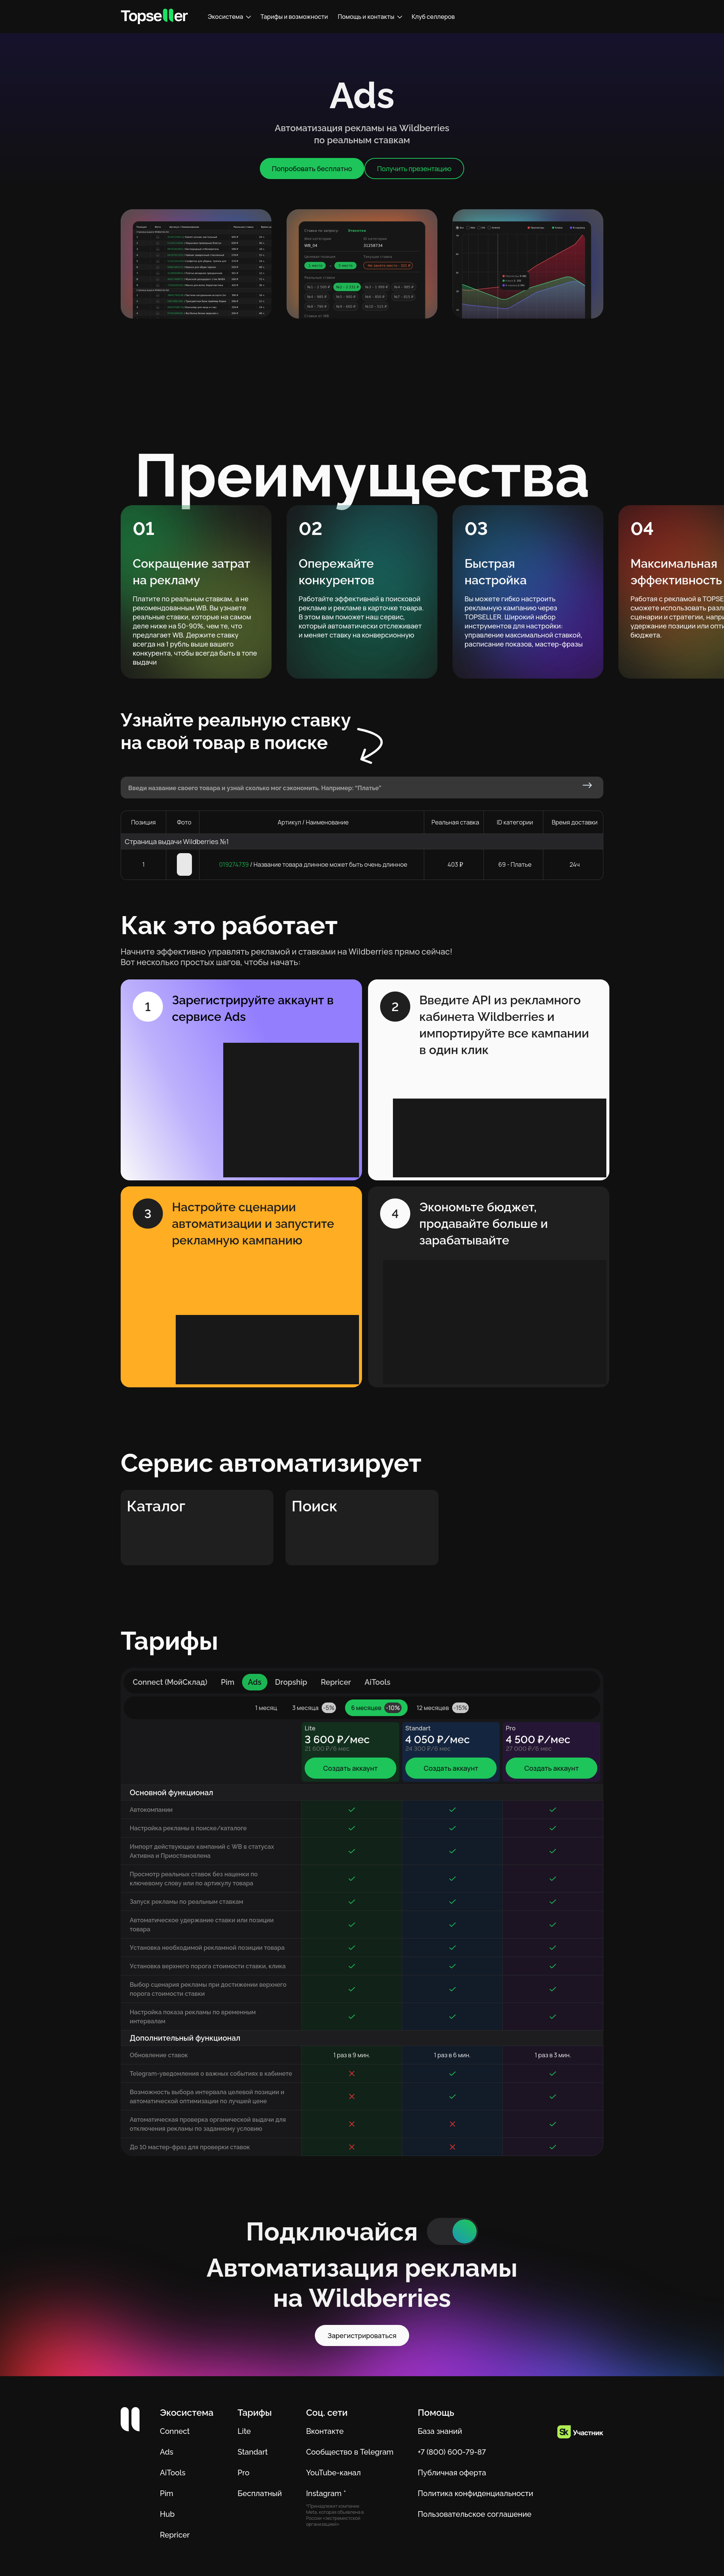 Topseller
Экосистема
Тарифы и возможности
Помощь и контакты
Клуб селлеров
Ads
Автоматизация рекламы на Wildberries
по реальным ставкам
Попробовать бесплатно
Получить презентацию
Преимущества
01
Сокращение затрат
на рекламу
Платите по реальным ставкам, а не
рекомендованным WB. Вы узнаете
реальные ставки, которые на самом
деле ниже на 50-90%, чем те, что
предлагает WB. Держите ставку
всегда на 1 рубль выше вашего
конкурента, чтобы всегда быть в топе
выдачи
02
Опережайте
конкурентов
Работайте эффективней в поисковой
рекламе и рекламе в карточке товара.
В этом вам поможет наш сервис,
который автоматически отслеживает
и меняет ставку на конверсионную
03
Быстрая
настройка
Вы можете гибко настроить
рекламную кампанию через
TOPSELLER. Широкий набор
инструментов для настройки:
управление максимальной ставкой,
расписание показов, мастер-фразы
04
Максимальная
эффективность
Работая с рекламой в TOPSE
сможете использовать разл
сценарии и стратегии, напри
удержание позиции или опти
бюджета.
Узнайте реальную ставку
на свой товар в поиске
Введи название своего товара и узнай сколько мог сэкономить. Например: "Платье"
Позиция
Фото
Артикул / Наименование
Реальная ставка
ID категории
Время доставки
Страница выдачи Wildberries №1
1
019274739 / Название товара длинное может быть очень длинное
403 ₽
69 - Платье
24ч
Как это работает
Начните эффективно управлять рекламой и ставками на Wildberries прямо сейчас!
Вот несколько простых шагов, чтобы начать:
1
Зарегистрируйте аккаунт в
сервисе Ads
2
Введите API из рекламного
кабинета Wildberries и
импортируйте все кампании
в один клик
3
Настройте сценарии
автоматизации и запустите
рекламную кампанию
4
Экономьте бюджет,
продавайте больше и
зарабатывайте
Сервис автоматизирует
Каталог
Поиск
Тарифы
Connect (МойСклад)
Pim
Ads
Dropship
Repricer
AiTools
1 месяц
3 месяца -5%
6 месяцев -10%
12 месяцев -15%
Lite
3 600 ₽/мес
21 600 ₽/6 мес
Создать аккаунт
Standart
4 050 ₽/мес
24 300 ₽/6 мес
Создать аккаунт
Pro
4 500 ₽/мес
27 000 ₽/6 мес
Создать аккаунт
Основной функционал
Автокомпании
Настройка рекламы в поиске/каталоге
Импорт действующих кампаний с WB в статусах
Активна и Приостановлена
Просмотр реальных ставок без наценки по
ключевому слову или по артикулу товара
Запуск рекламы по реальным ставкам
Автоматическое удержание ставки или позиции
товара
Установка необходимой рекламной позиции товара
Установка верхнего порога стоимости ставки, клика
Выбор сценария рекламы при достижении верхнего
порога стоимости ставки
Настройка показа рекламы по временным
интервалам
Дополнительный функционал
Обновление ставок
1 раз в 9 мин.
1 раз в 6 мин.
1 раз в 3 мин.
Telegram-уведомления о важных событиях в кабинете
Возможность выбора интервала целевой позиции и
автоматической оптимизации по лучшей цене
Автоматическая проверка органической выдачи для
отключения рекламы по заданному условию
До 10 мастер-фраз для проверки ставок
Подключайся
Автоматизация рекламы
на Wildberries
Зарегистрироваться
Экосистема
Connect
Ads
AiTools
Pim
Hub
Repricer
Тарифы
Lite
Standart
Pro
Бесплатный
Соц. сети
Вконтакте
Сообщество в Telegram
YouTube-канал
Instagram *
*Принадлежит компании
Meta, которая объявлена в
России «экстремистской
организацией»
Помощь
База знаний
+7 (800) 600-79-87
Публичная оферта
Политика конфиденциальности
Пользовательское соглашение
Sk Участник